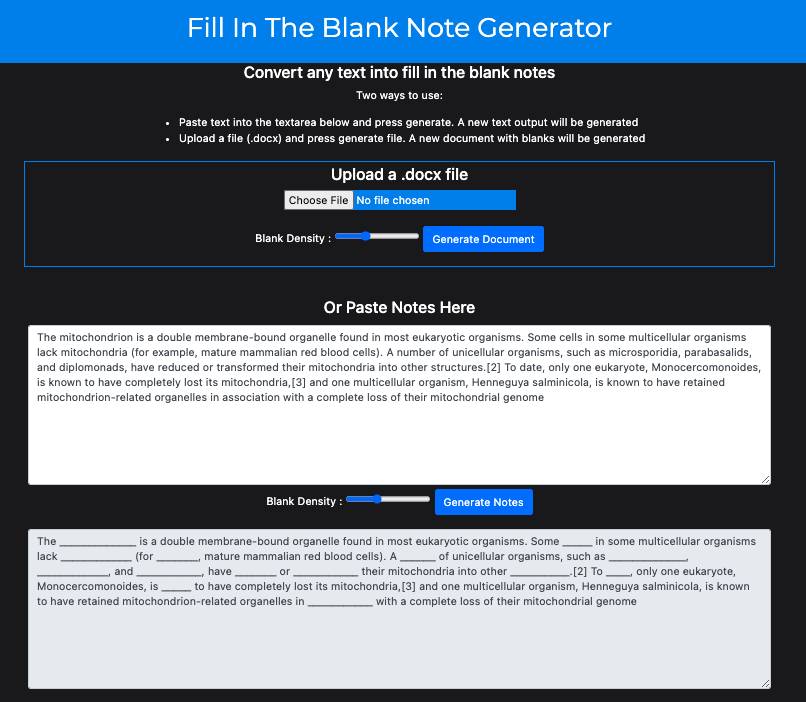 Fill In The Blank Note Generator
Convert any text into fill in the blank notes
Two ways to use:
• Paste text into the textarea below and press generate. A new text output will be generated
• Upload a file (.docx) and press generate file. A new document with blanks will be generated
Upload a .docx file
Choose File No file chosen
Blank Density : Generate Document
Or Paste Notes Here
The mitochondrion is a double membrane-bound organelle found in most eukaryotic organisms. Some cells in some multicellular organisms
lack mitochondria (for example, mature mammalian red blood cells). A number of unicellular organisms, such as microsporidia, parabasalids,
and diplomonads, have reduced or transformed their mitochondria into other structures.[2] To date, only one eukaryote, Monocercomonoides,
is known to have completely lost its mitochondria,[3] and one multicellular organism, Henneguya salminicola, is known to have retained
mitochondrion-related organelles in association with a complete loss of their mitochondrial genome
Blank Density : Generate Notes
The _____________ is a double membrane-bound organelle found in most eukaryotic organisms. Some _____ in some multicellular organisms
lack ____________ (for _______, mature mammalian red blood cells). A ______ of unicellular organisms, such as _____________,
____________, and ___________, have _______ or ___________ their mitochondria into other __________.[2] To ____, only one eukaryote,
Monocercomonoides, is _____ to have completely lost its mitochondria,[3] and one multicellular organism, Henneguya salminicola, is known
to have retained mitochondrion-related organelles in ___________ with a complete loss of their mitochondrial genome